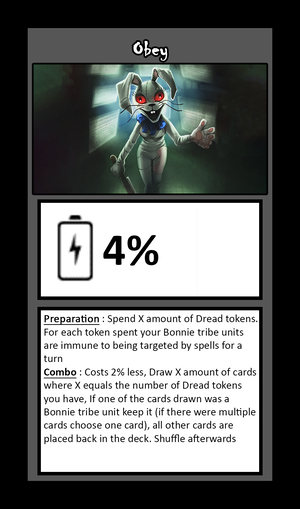 Obey
4%
Preparation : Spend X amount of Dread tokens.
For each token spent your Bonnie tribe units
are immune to being targeted by spells for a
turn
Combo : Costs 2% less, Draw X amount of cards
where X equals the number of Dread tokens
you have, If one of the cards drawn was a
Bonnie tribe unit keep it (if there were multiple
cards choose one card), all other cards are
placed back in the deck. Shuffle afterwards